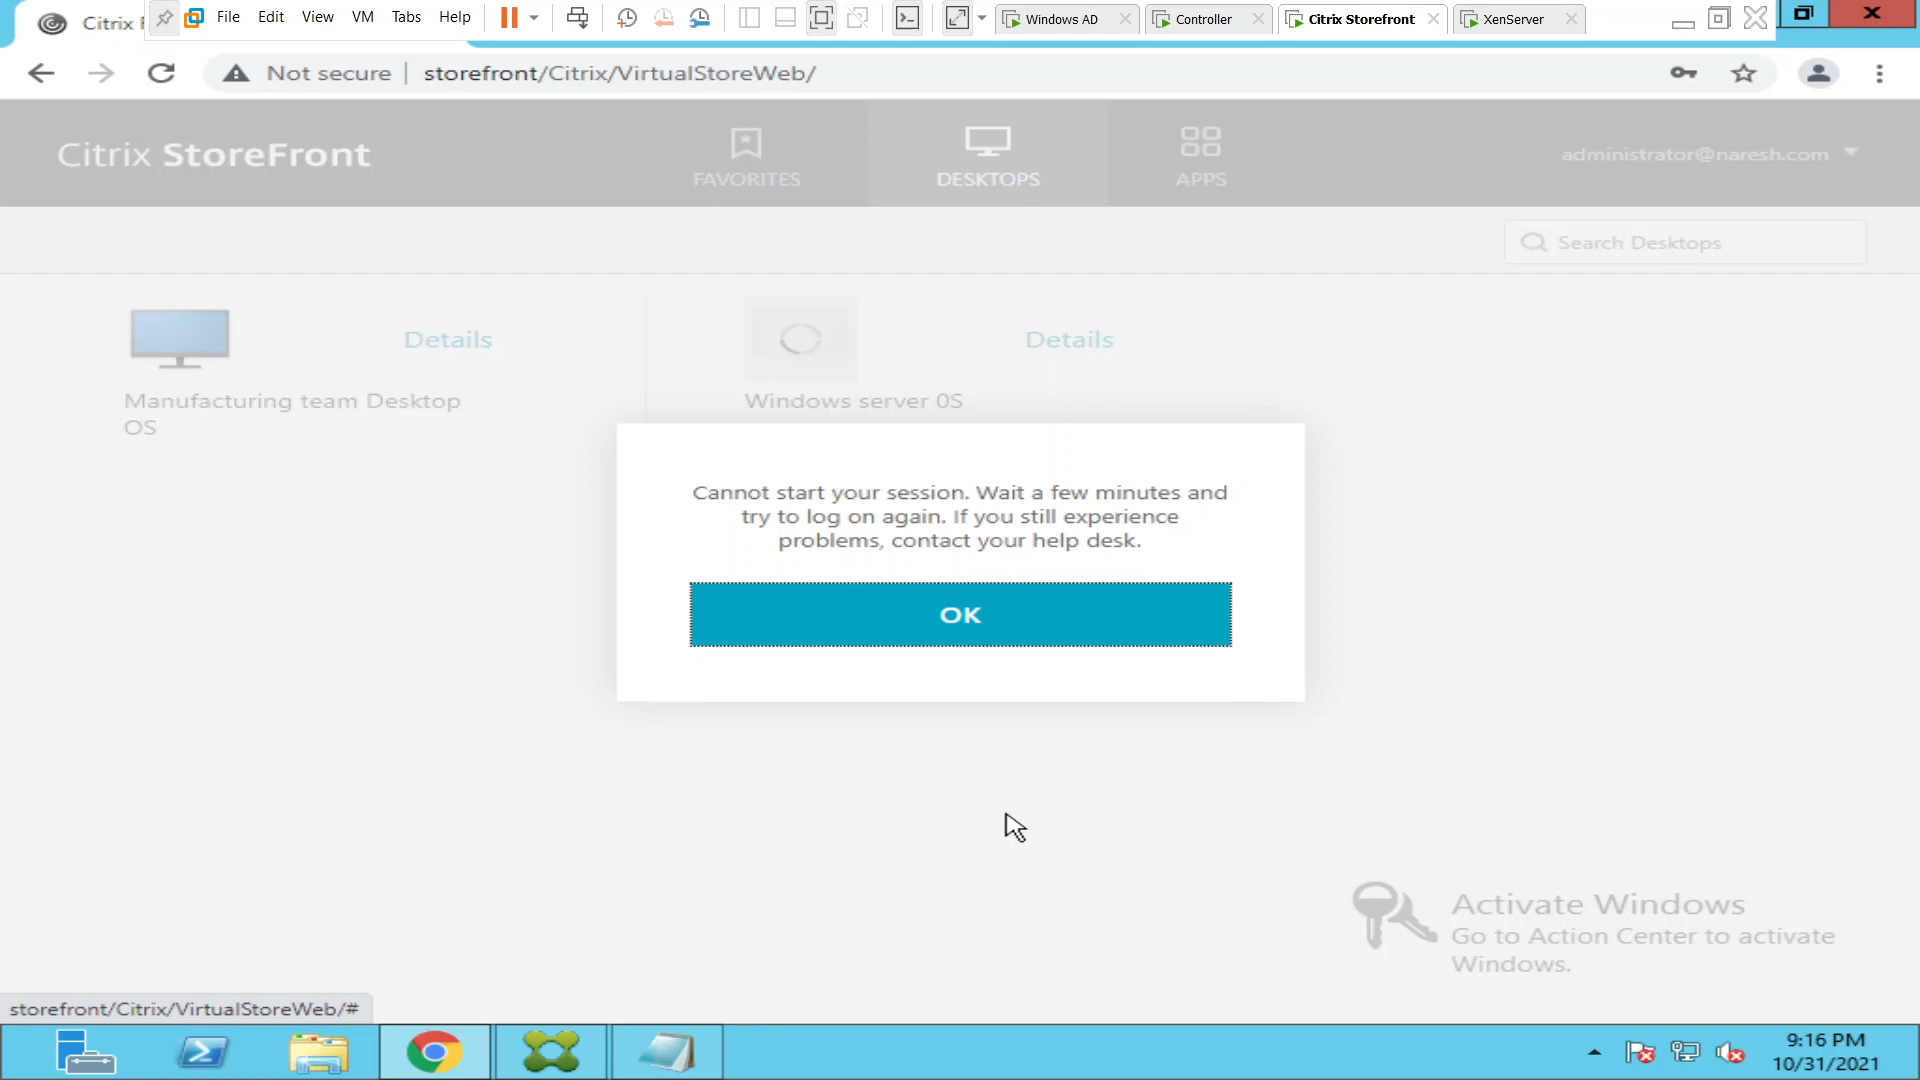 File Edit View VM Tabs Help
Windows AD
Controller
Citrix Storefront
XenServer
Citrix
Not secure | storefront/Citrix/VirtualStoreWeb/
Citrix StoreFront
FAVORITES
DESKTOPS
APPS
administrator@naresh.com
Search Desktops
Details
Manufacturing team Desktop
OS
Details
Windows server 0S
Cannot start your session. Wait a few minutes and
try to log on again. If you still experience
problems, contact your help desk.
OK
Activate Windows
Go to Action Center to activate
Windows.
storefront/Citrix/VirtualStoreWeb/#
9:16 PM
10/31/2021